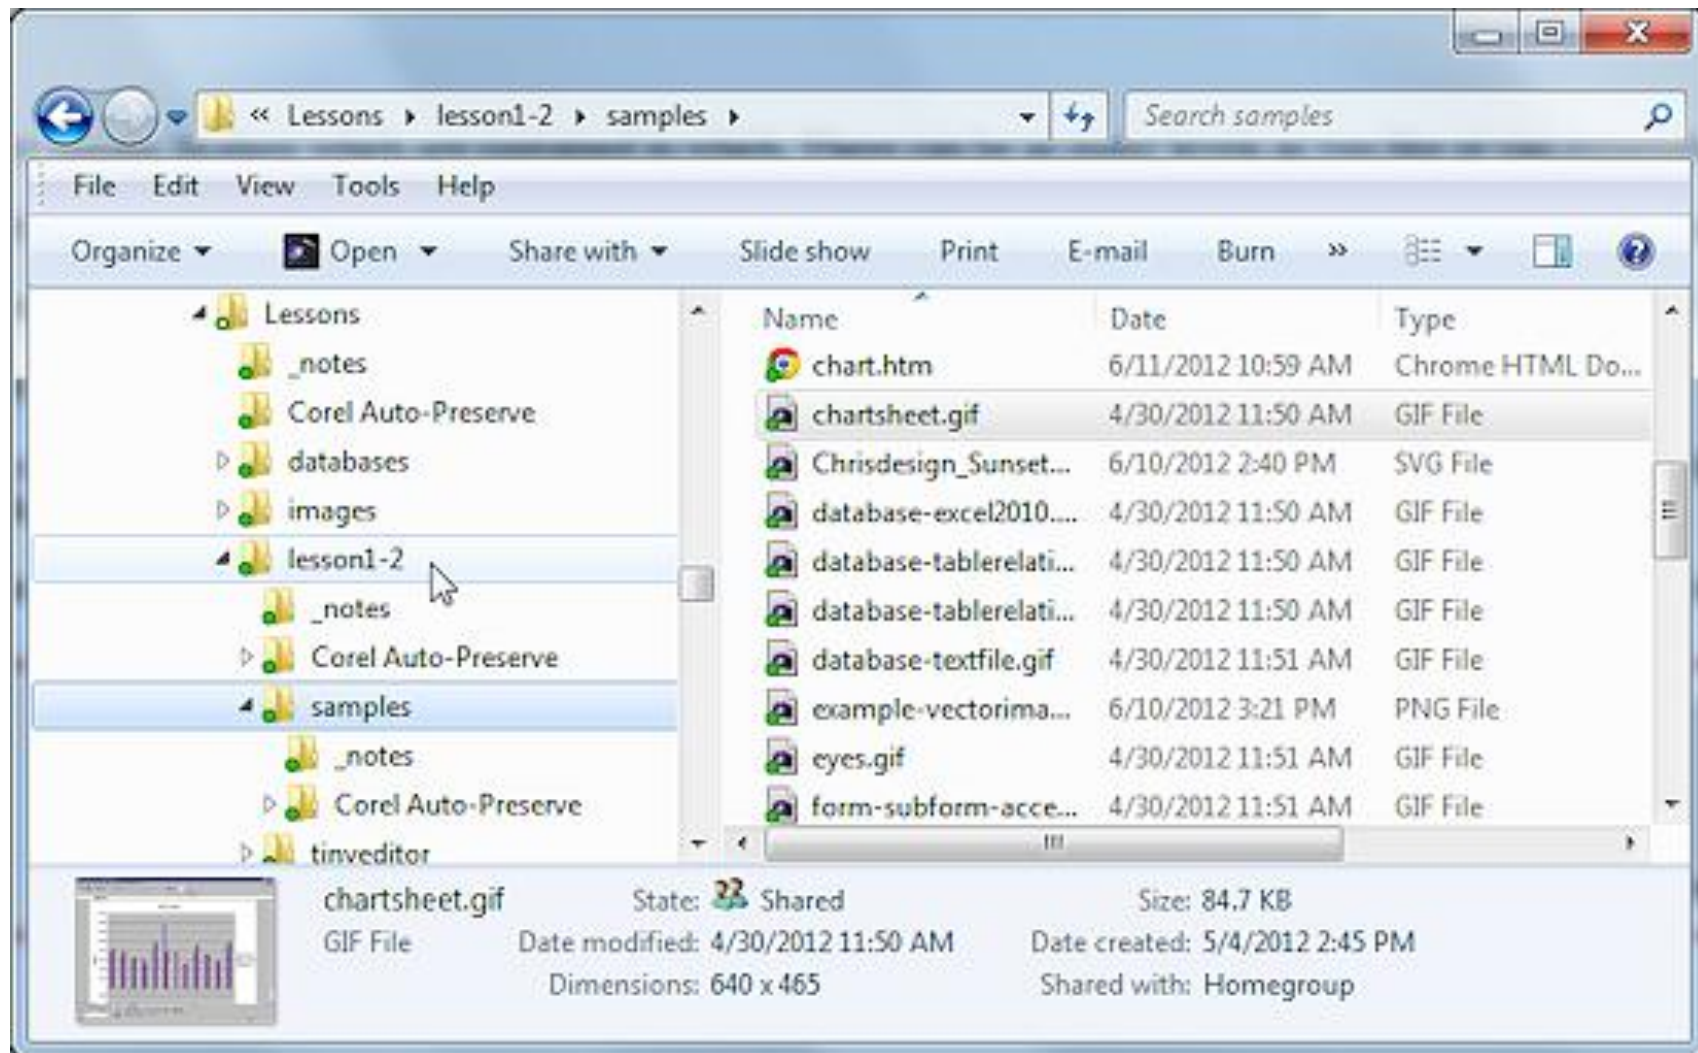 « Lessons lesson1-2 samples Search samples
File Edit View Tools Help
Organize Open Share with Slide show Print E-mail Burn »
Lessons
_notes
Corel Auto-Preserve
databases
images
lesson1-2
_notes
Corel Auto-Preserve
samples
_notes
Corel Auto-Preserve
tinyeditor
Name Date Type
chart.htm 6/11/2012 10:59 AM Chrome HTML Do...
chartsheet.gif 4/30/2012 11:50 AM GIF File
Chrisdesign_Sunset... 6/10/2012 2:40 PM SVG File
database-excel2010.... 4/30/2012 11:50 AM GIF File
database-tablerelati... 4/30/2012 11:50 AM GIF File
database-tablerelati... 4/30/2012 11:50 AM GIF File
database-textfile.gif 4/30/2012 11:51 AM GIF File
example-vectorima... 6/10/2012 3:21 PM PNG File
eyes.gif 4/30/2012 11:51 AM GIF File
form-subform-acce... 4/30/2012 11:51 AM GIF File
chartsheet.gif State: Shared Size: 84.7 KB
GIF File Date modified: 4/30/2012 11:50 AM Date created: 5/4/2012 2:45 PM
Dimensions: 640 x 465 Shared with: Homegroup